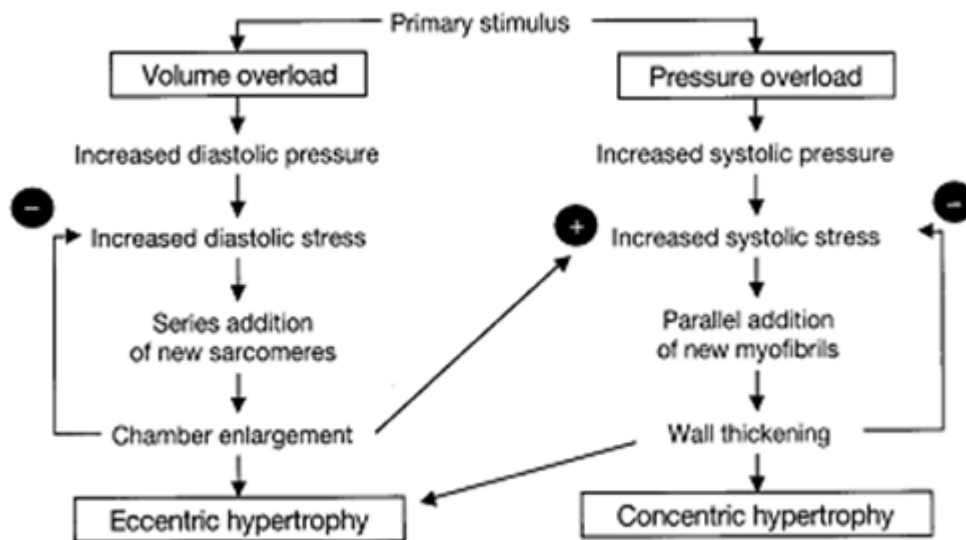 Primary stimulus
Volume overload
Pressure overload
Increased diastolic pressure
Increased systolic pressure
−
+
−
Increased diastolic stress
Increased systolic stress
Series addition
of new sarcomeres
Parallel addition
of new myofibrils
Chamber enlargement
Wall thickening
Eccentric hypertrophy
Concentric hypertrophy